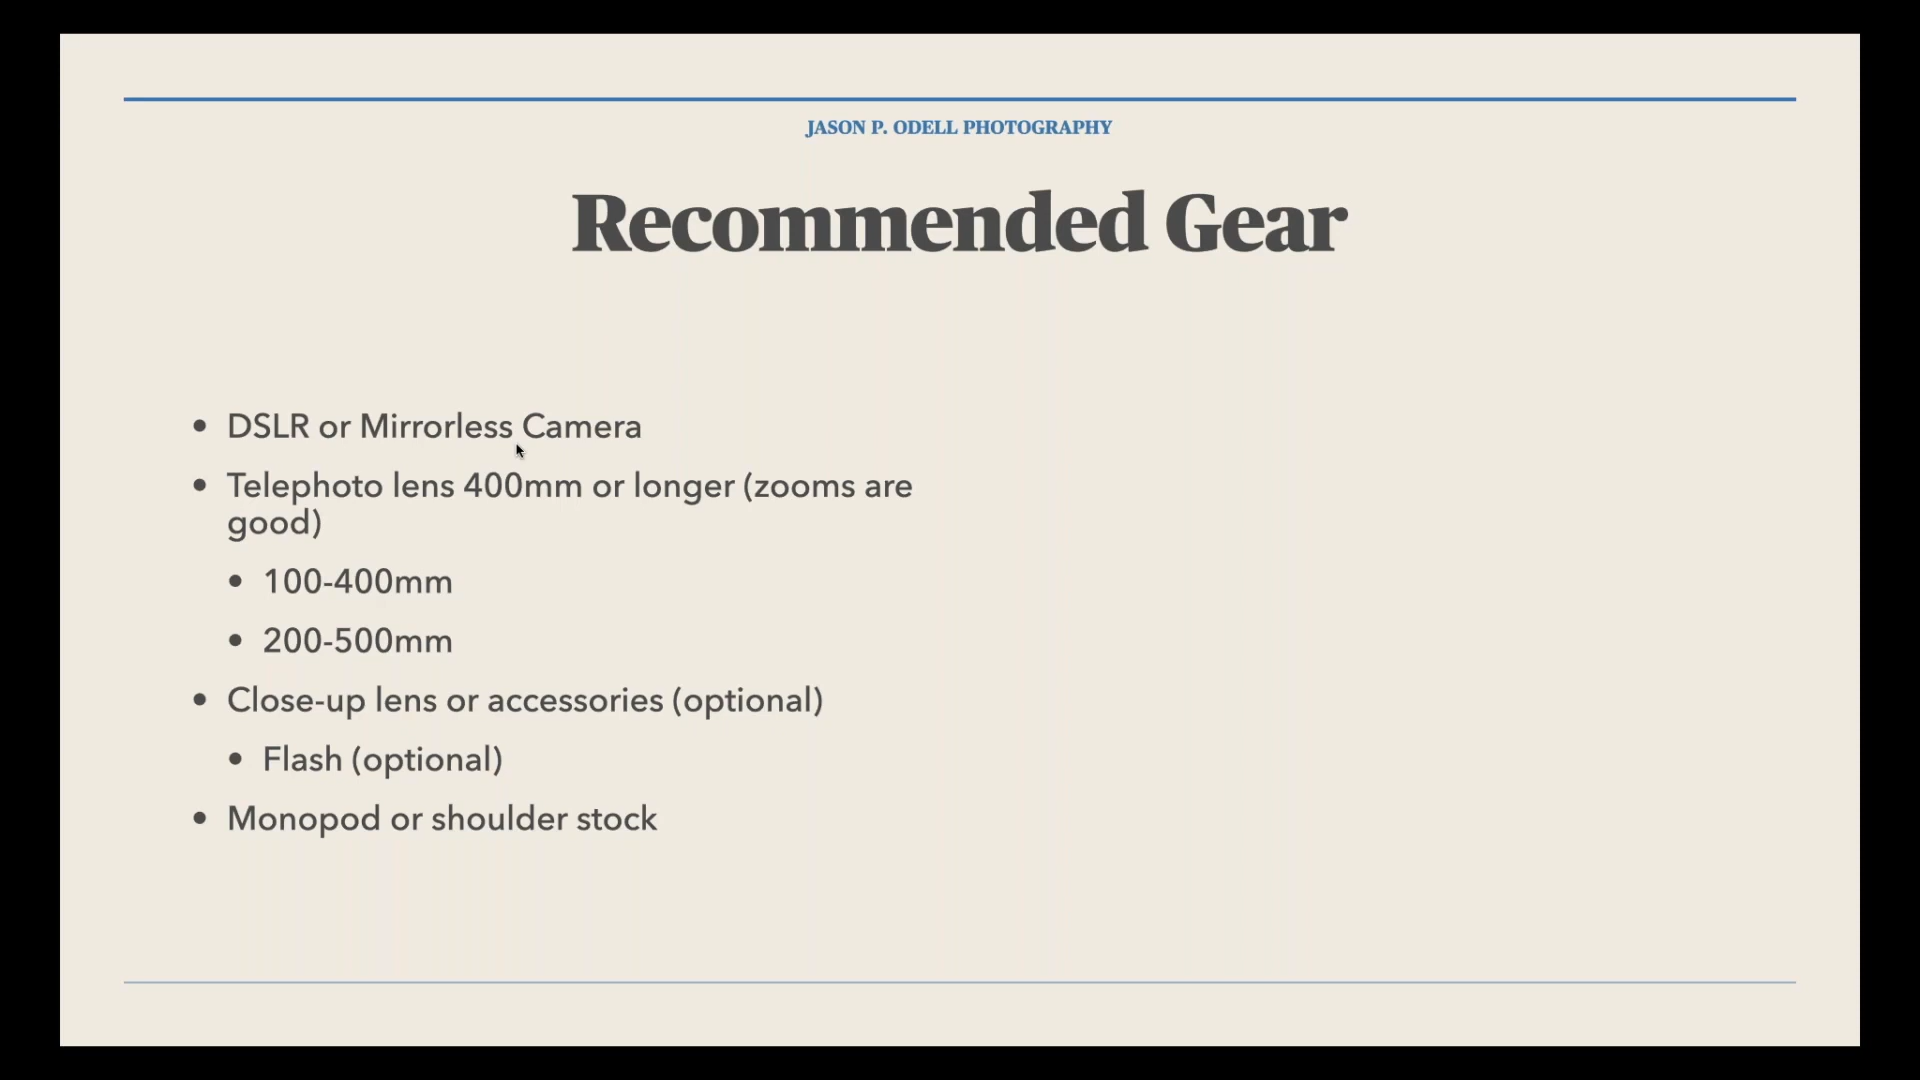 JASON P. ODELL PHOTOGRAPHY
Recommended Gear
• DSLR or Mirrorless Camera
• Telephoto lens 400mm or longer (zooms are
good)
• 100-400mm
• 200-500mm
• Close-up lens or accessories (optional)
• Flash (optional)
• Monopod or shoulder stock